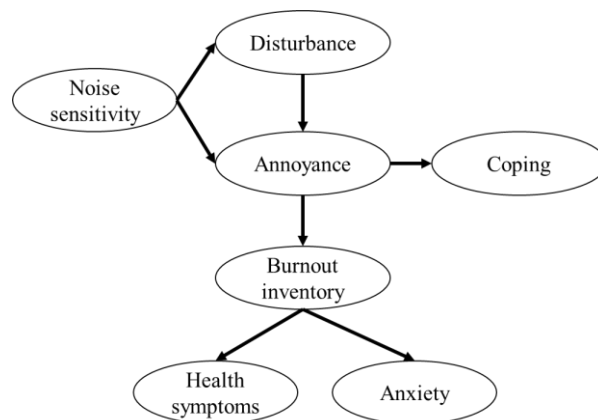 Disturbance
Noise
sensitivity
Annoyance
Coping
Burnout
inventory
Health
symptoms
Anxiety